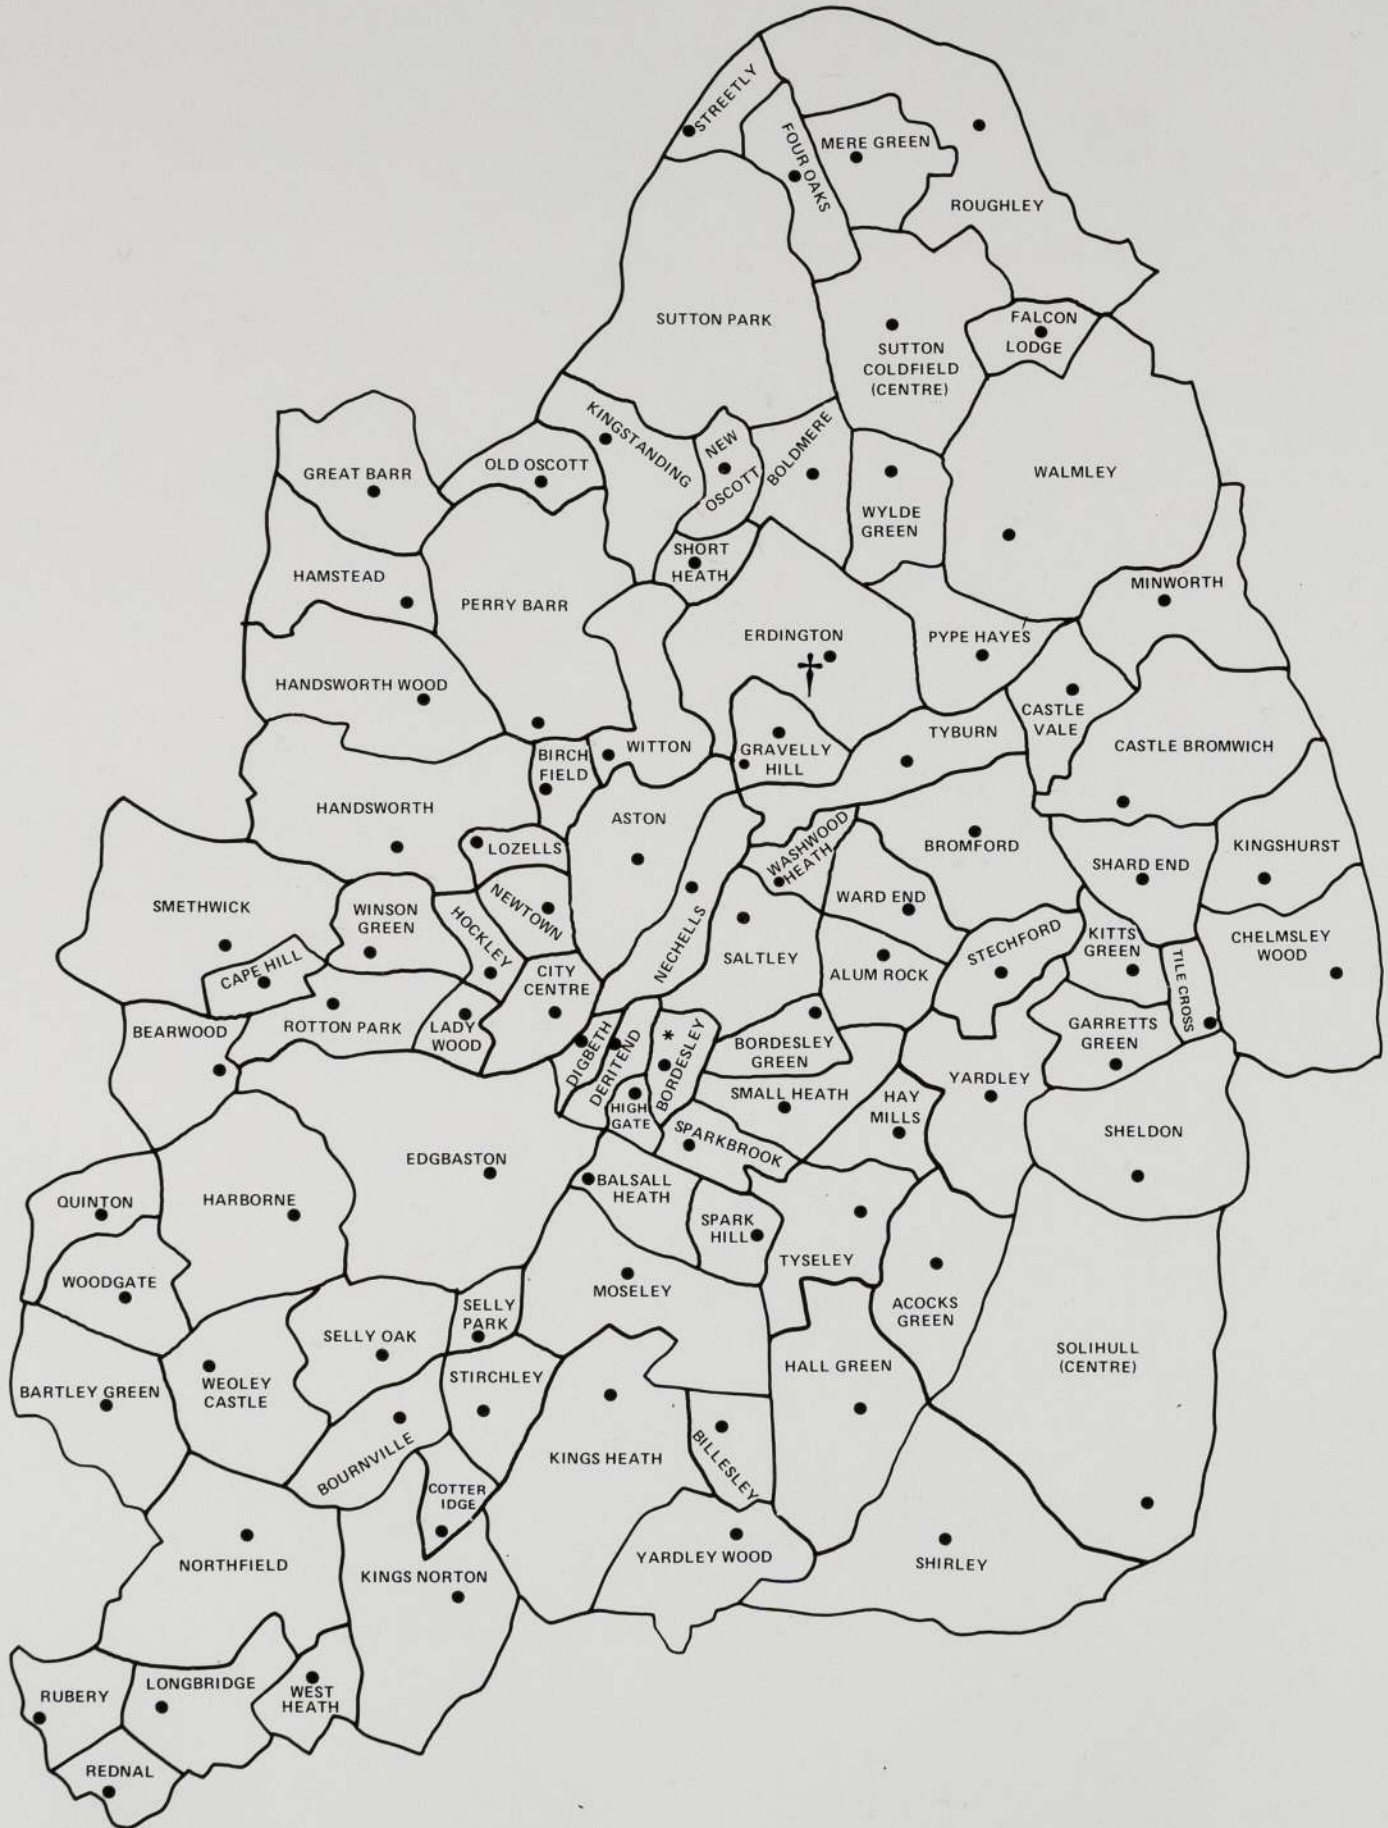 STREETLY
FOUR OAKS
MERE GREEN
ROUGHLEY
SUTTON PARK
SUTTON
COLDFIELD
(CENTRE)
FALCON
LODGE
KINGSTANDING
NEW
OSCOTT
BOLDMERE
GREAT BARR
OLD OSCOTT
WALMLEY
WYLDE
GREEN
SHORT
HEATH
HAMSTEAD
PERRY BARR
MINWORTH
ERDINGTON
†
PYPE HAYES
HANDSWORTH WOOD
CASTLE
VALE
TYBURN
CASTLE BROMWICH
WITTON
GRAVELLY
HILL
BIRCH
FIELD
HANDSWORTH
ASTON
LOZELLS
WASHWOOD
HEATH
BROMFORD
KINGSHURST
SHARD END
SMETHWICK
WINSON
GREEN
HOCKLEY
NEWTOWN
NECHELLS
WARD END
STECHFORD
KITTS
GREEN
CHELMSLEY
WOOD
CAPE HILL
CITY
CENTRE
SALTLEY
ALUM ROCK
TILE CROSS
BEARWOOD
ROTTON PARK
LADY
WOOD
DIGBETH
DERITEND
*
BORDESLEY
BORDESLEY
GREEN
GARRETTS
GREEN
YARDLEY
HIGH
GATE
SMALL HEATH
HAY
MILLS
SHELDON
SPARKBROOK
EDGBASTON
BALSALL
HEATH
QUINTON
HARBORNE
SPARK
HILL
TYSELEY
WOODGATE
MOSELEY
SELLY
PARK
ACOCKS
GREEN
SELLY OAK
SOLIHULL
(CENTRE)
HALL GREEN
BARTLEY GREEN
WEOLEY
CASTLE
STIRCHLEY
BOURNVILLE
KINGS HEATH
BILLESLEY
COTTER
IDGE
NORTHFIELD
KINGS NORTON
YARDLEY WOOD
SHIRLEY
RUBERY
LONGBRIDGE
WEST
HEATH
REDNAL